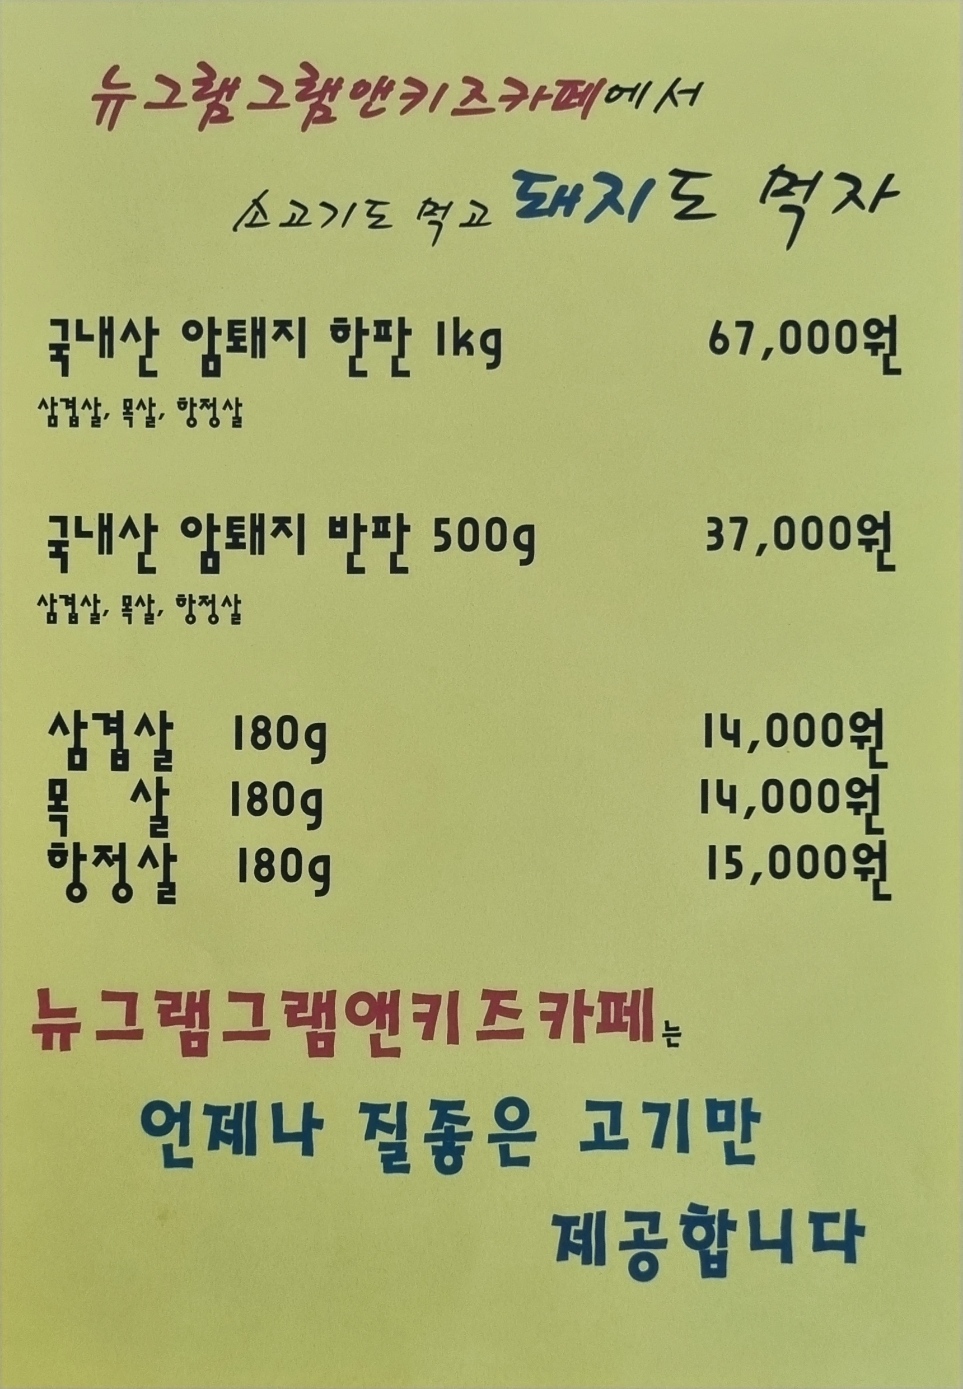 뉴그램그램앤키즈카페에서
소고기도 먹고 돼지도 먹자
국내산 암퇘지 한판 1kg 67,000원
삼겹살, 목살, 항정살
국내산 암퇘지 반판 500g 37,000원
삼겹살, 목살, 항정살
삼겹살 180g 14,000원
목 살 180g 14,000원
항정살 180g 15,000원
뉴그램그램앤키즈카페는
언제나 질좋은 고기만
제공합니다